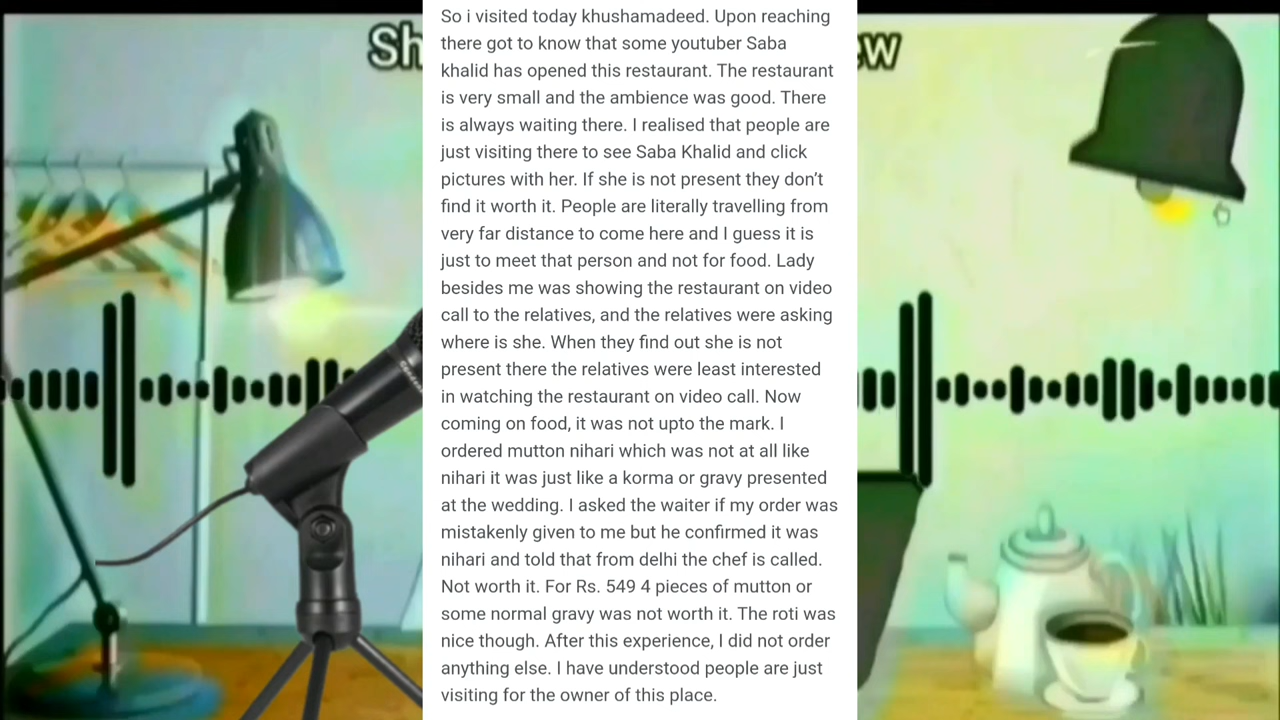 Sh
ew
So i visited today khushamadeed. Upon reaching
there got to know that some youtuber Saba
khalid has opened this restaurant. The restaurant
is very small and the ambience was good. There
is always waiting there. I realised that people are
just visiting there to see Saba Khalid and click
pictures with her. If she is not present they don’t
find it worth it. People are literally travelling from
very far distance to come here and I guess it is
just to meet that person and not for food. Lady
besides me was showing the restaurant on video
call to the relatives, and the relatives were asking
where is she. When they find out she is not
present there the relatives were least interested
in watching the restaurant on video call. Now
coming on food, it was not upto the mark. I
ordered mutton nihari which was not at all like
nihari it was just like a korma or gravy presented
at the wedding. I asked the waiter if my order was
mistakenly given to me but he confirmed it was
nihari and told that from delhi the chef is called.
Not worth it. For Rs. 549 4 pieces of mutton or
some normal gravy was not worth it. The roti was
nice though. After this experience, I did not order
anything else. I have understood people are just
visiting for the owner of this place.